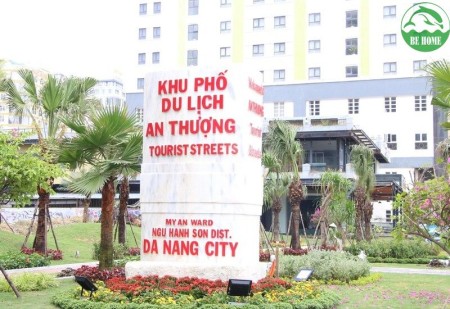 BE HOME
KHU PHỐ
DU LỊCH
AN THƯỢNG
TOURIST STREETS
MY AN WARD
NGU HANH SON DIST.
DA NANG CITY